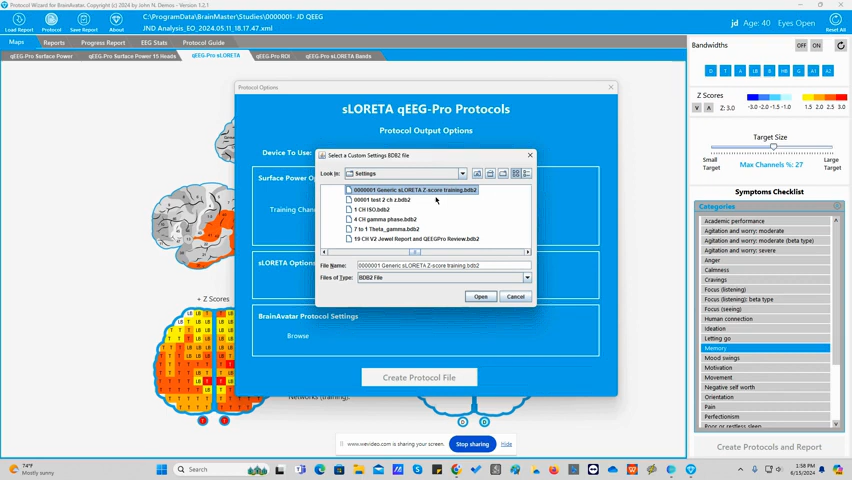 Protocol Wizard for BrainAvatar. Copyright (c) 2024 by John N. Demos - Version 1.2.1
Load Report
Protocol
Save Report
About
C:\ProgramData\BrainMaster\Studies\0000001- JD QEEG
JND Analysis_EO_2024.05.11_18.17.47.xml
jd Age: 40 Eyes Open
Reset All
Maps
Reports
Progress Report
EEG Stats
Protocol Guide
qEEG-Pro Surface Power
qEEG-Pro Surface Power 15 Heads
qEEG-Pro sLORETA
qEEG-Pro ROI
qEEG-Pro sLORETA Bands
Bandwidths
OFF
ON
D
T
A
LB
B
HB
G
A1
A2
Z Scores
Z: 3.0
-3.0 -2.0 -1.5
1.5 2.0 2.5 3.0
Target Size
Small Target
Max Channels %: 27
Large Target
Symptoms Checklist
Categories
Academic performance
Agitation and worry: moderate
Agitation and worry: moderate (beta type)
Agitation and worry: severe
Anger
Calmness
Cravings
Focus (listening)
Focus (listening): beta type
Focus (seeing)
Human connection
Ideation
Letting go
Memory
Mood swings
Motivation
Movement
Negative self worth
Orientation
Pain
Perfectionism
Poor or restless sleep
Create Protocols and Report
Protocol Options
sLORETA qEEG-Pro Protocols
Protocol Output Options
Device To Use:
Surface Power O
Training Chann
sLORETA Options
BrainAvatar Protocol Settings
Browse
Create Protocol File
Select a Custom Settings BDB2 file
Look in:
Settings
0000001 Generic sLORETA Z-score training.bdb2
00001 test 2 ch z.bdb2
1 CH ISO.bdb2
4 CH gamma phase.bdb2
7 to 1 Theta_gamma.bdb2
19 CH V2 Jewel Report and QEEGPro Review.bdb2
File Name:
0000001 Generic sLORETA Z-score training.bdb2
Files of Type:
BDB2 File
Open
Cancel
+ Z Scores
Networks (training):
D
D
www.wevideo.com is sharing your screen.
Stop sharing
Hide
74°F
Mostly sunny
Search
1:58 PM
6/15/2024